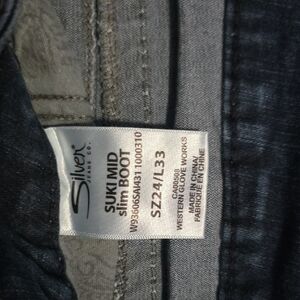 Silver
JEANS CO.
SUKI MID
slim BOOT
W93606SAI431 1000310
SZ24/L33
CA00568
WESTERN GLOVE WORKS
MADE IN CHINA/
FABRIQUÉ EN CHINE